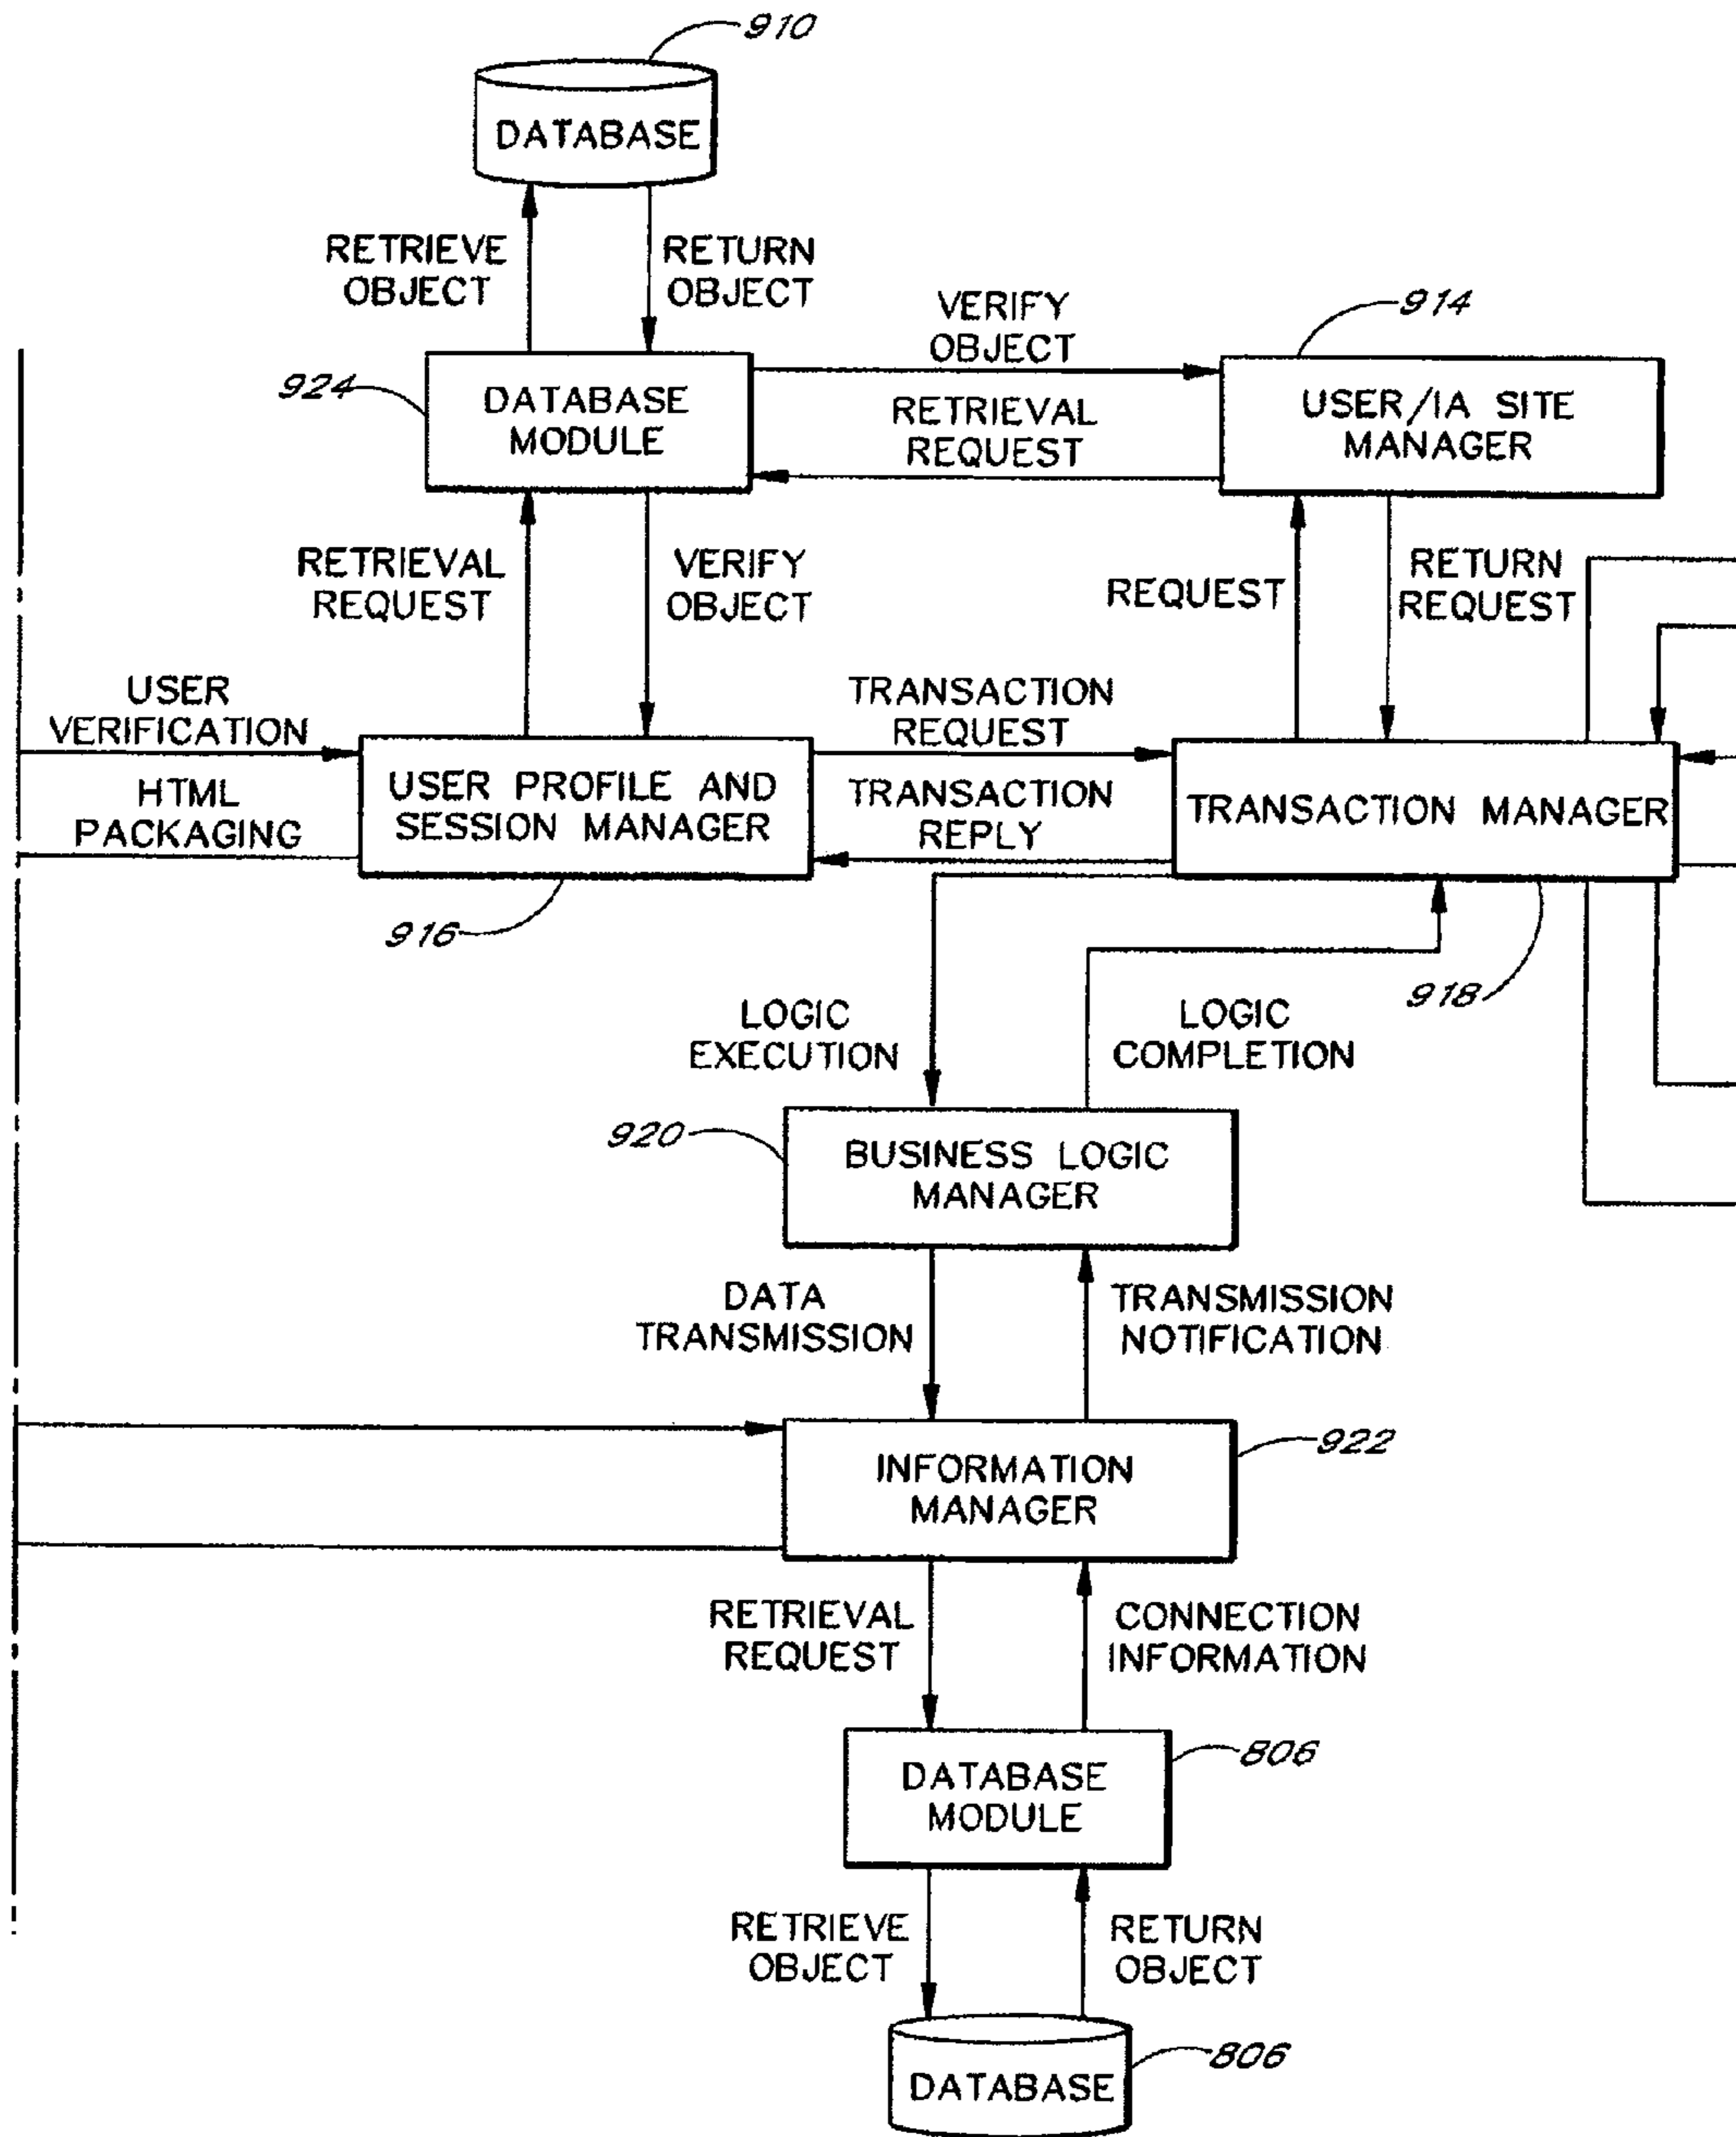 910
DATABASE
RETRIEVE
OBJECT
RETURN
OBJECT
VERIFY
OBJECT
914
924
DATABASE
MODULE
RETRIEVAL
REQUEST
USER/IA SITE
MANAGER
RETRIEVAL
REQUEST
VERIFY
OBJECT
REQUEST
RETURN
REQUEST
USER
VERIFICATION
TRANSACTION
REQUEST
HTML
PACKAGING
USER PROFILE AND
SESSION MANAGER
TRANSACTION
REPLY
TRANSACTION MANAGER
916
918
LOGIC
EXECUTION
LOGIC
COMPLETION
920
BUSINESS LOGIC
MANAGER
DATA
TRANSMISSION
TRANSMISSION
NOTIFICATION
922
INFORMATION
MANAGER
RETRIEVAL
REQUEST
CONNECTION
INFORMATION
806
DATABASE
MODULE
RETRIEVE
OBJECT
RETURN
OBJECT
806
DATABASE